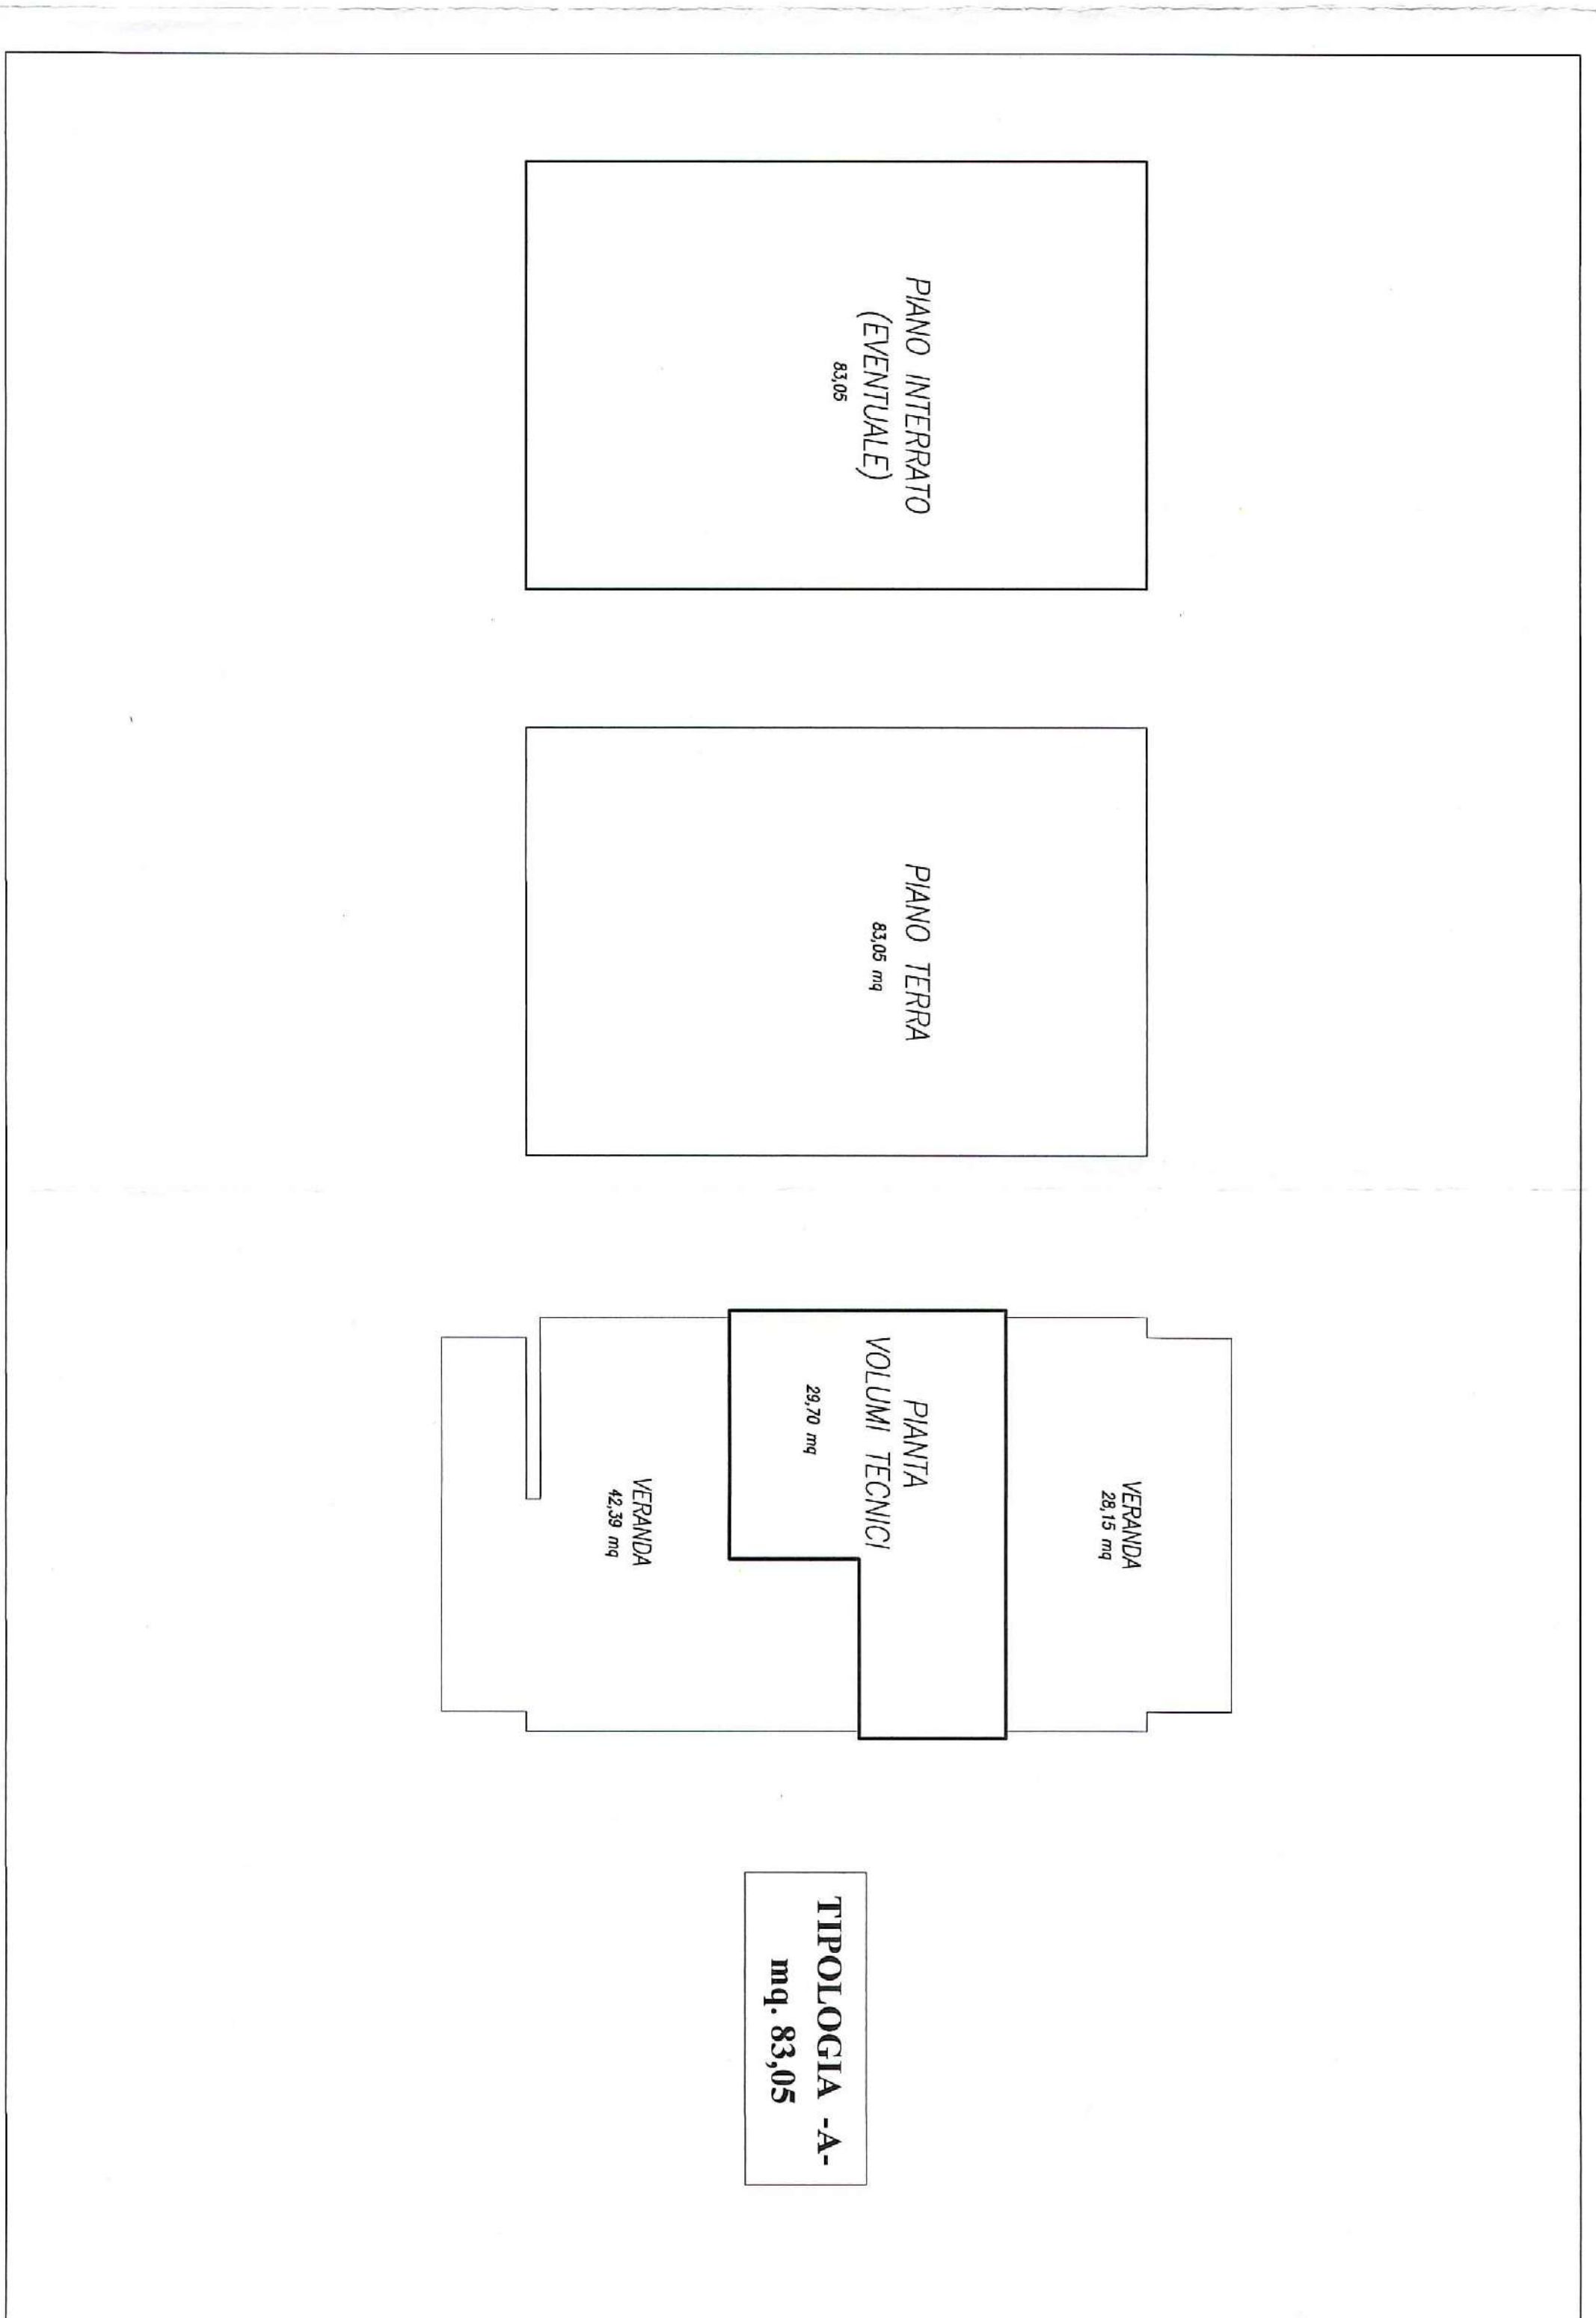 PIANO INTERRATO
(EVENTUALE)
83,05
PIANO TERRA
83,05 mq
VERANDA
28,15 mq
PIANTA
VOLUMI TECNICI
29,70 mq
VERANDA
42,39 mq
TIPOLOGIA -A-
mq. 83,05